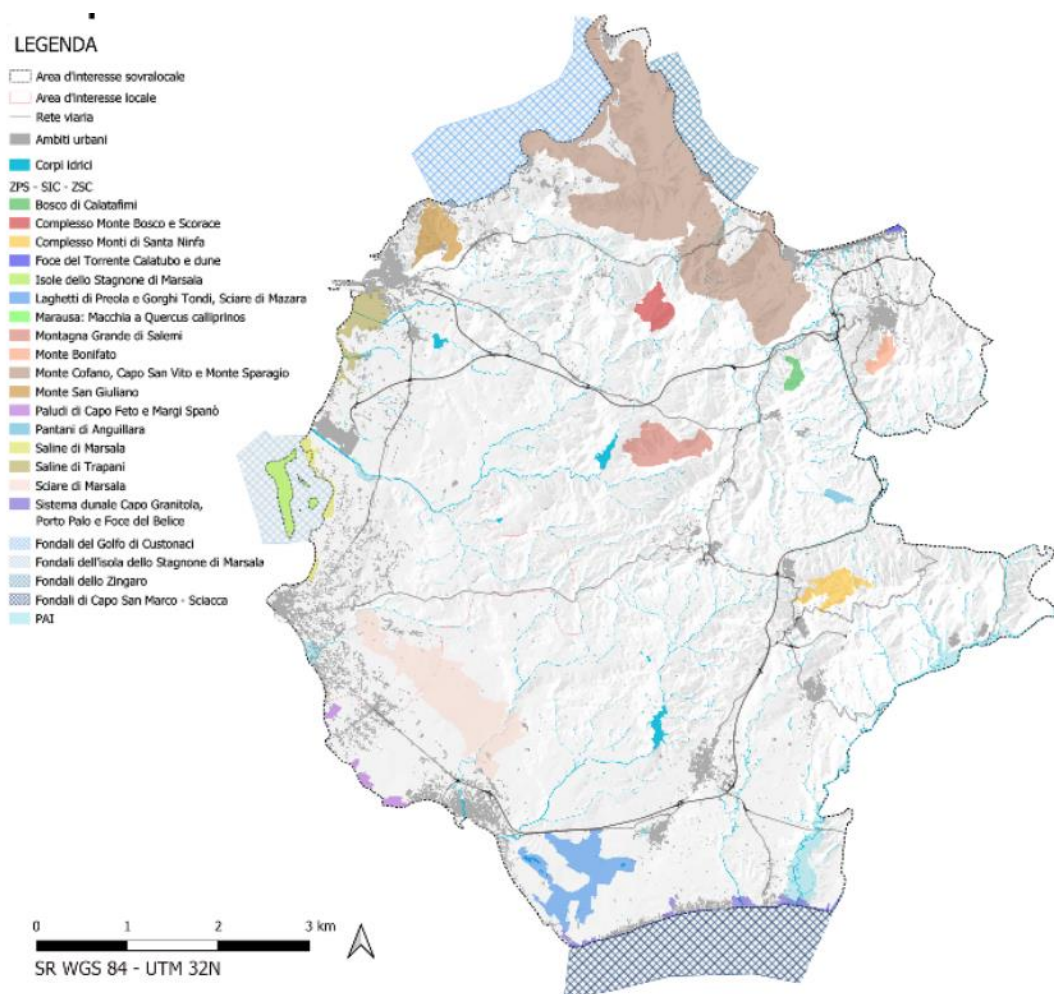 LEGENDA
Area d'interesse sovralocale
Area d'interesse locale
Rete viaria
Ambiti urbani
Corpi idrici
ZPS - SIC - ZSC
Bosco di Calatafimi
Complesso Monte Bosco e Scorace
Complesso Monti di Santa Ninfa
Foce del Torrente Calatubo e dune
Isole dello Stagnone di Marsala
Laghetti di Preola e Gorghi Tondi, Sciare di Mazara
Marausa: Macchia a Quercus calliprinos
Montagna Grande di Salemi
Monte Bonifato
Monte Cofano, Capo San Vito e Monte Sparagio
Monte San Giuliano
Paludi di Capo Feto e Margi Spanò
Pantani di Anguillara
Saline di Marsala
Saline di Trapani
Sciare di Marsala
Sistema dunale Capo Granitola,
Porto Palo e Foce del Belice
Fondali del Golfo di Custonaci
Fondali dell'isola dello Stagnone di Marsala
Fondali dello Zingaro
Fondali di Capo San Marco - Sciacca
PAI
0 1 2 3 km
SR WGS 84 - UTM 32N